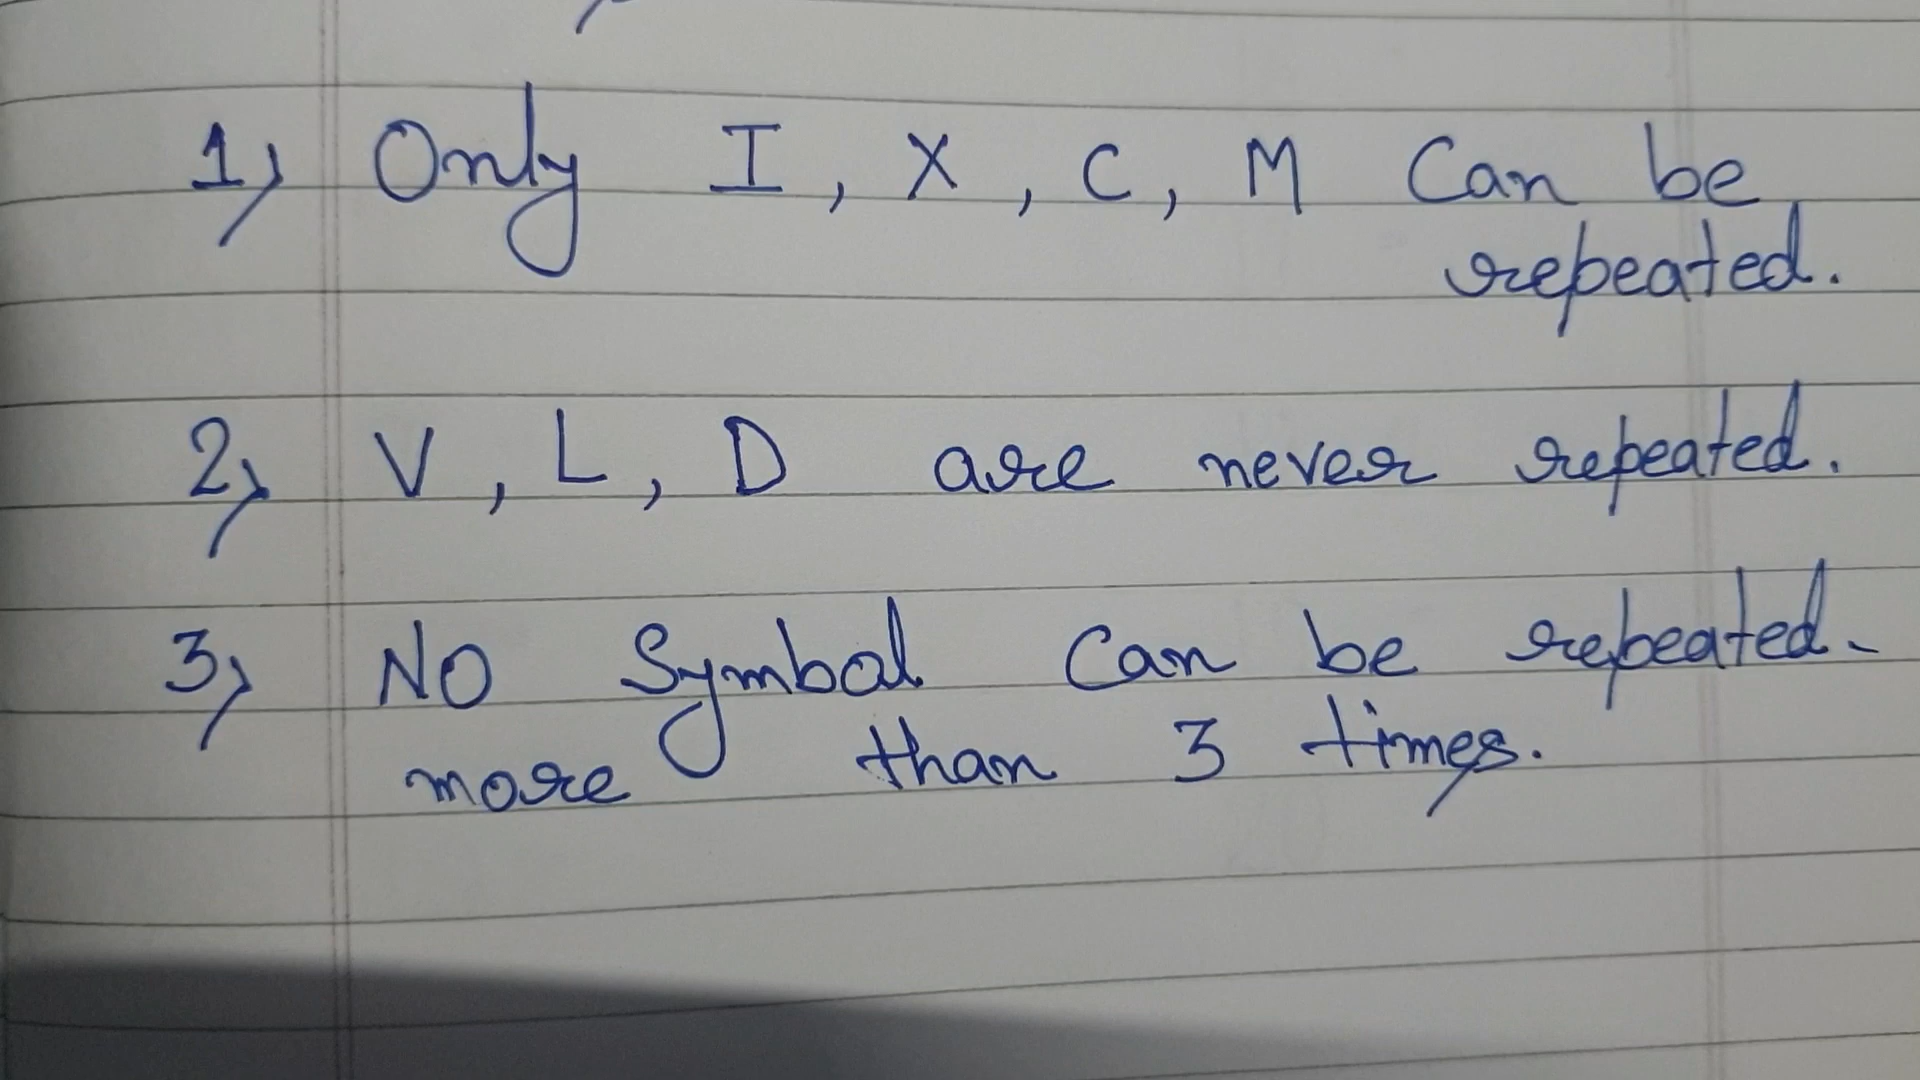 1) Only I, X, C, M Can be
repeated.
2) V, L, D are never repeated.
3) NO Symbol Can be repeated.
more than 3 times.